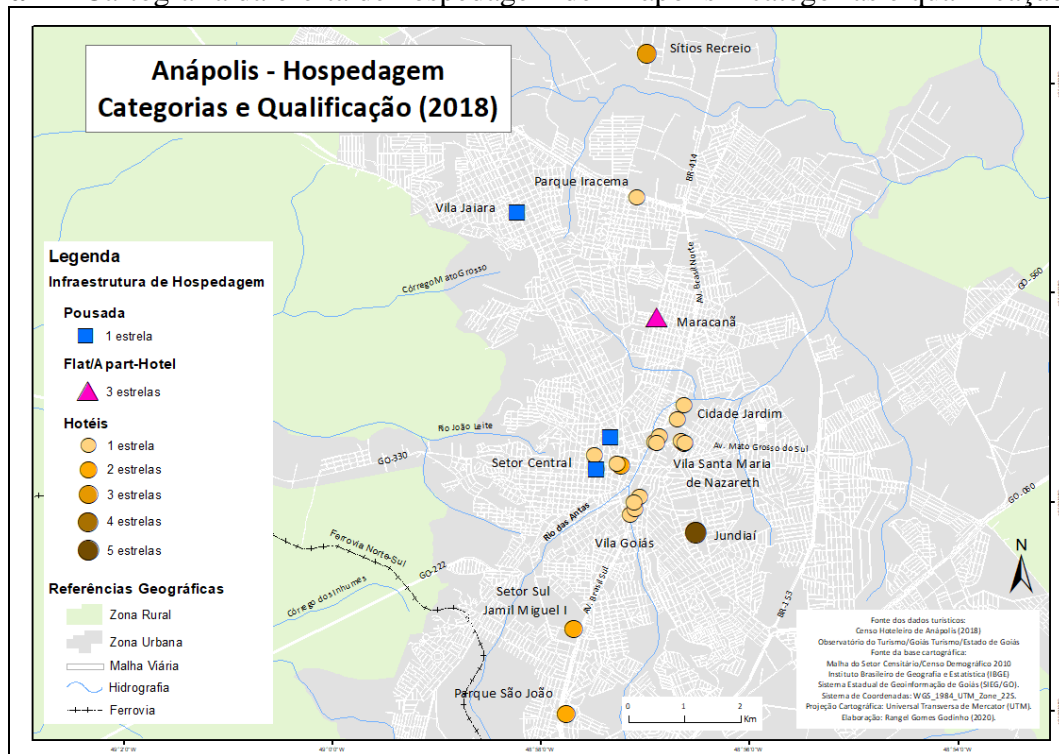 Anápolis - Hospedagem
Categorias e Qualificação (2018)
Sítios Recreio
BR-414
Parque Iracema
Vila Jaiara
Legenda
Infraestrutura de Hospedagem
Pousada
1 estrela
Flat/Apart-Hotel
3 estrelas
Hotéis
1 estrela
2 estrelas
3 estrelas
4 estrelas
5 estrelas
Referências Geográficas
Zona Rural
Zona Urbana
Malha Viária
Hidrografia
Ferrovia
Córrego Mato Grosso
Av. Brasil Norte
GO-560
Maracanã
Cidade Jardim
Rio João Leite
Av. Mato Grosso do Sul
GO-330
Setor Central
Vila Santa Maria
de Nazareth
GO-060
Rio das Antas
Vila Goiás
Jundiaí
Ferrovia Norte-Sul
GO-222
Córrego dos Inhumes
Setor Sul
Jamil Miguel I
Av. Brasil Sul
BR-153
N
Parque São João
0 1 2
Km
Fonte dos dados turísticos:
Censo Hoteleiro de Anápolis (2018)
Observatório do Turismo/Goiás Turismo/Estado de Goiás
Fonte da base cartográfica:
Malha do Setor Censitário/Censo Demográfico 2010
Instituto Brasileiro de Geografia e Estatística (IBGE)
Sistema Estadual de Geoinformação de Goiás (SIEG/GO).
Sistema de Coordenadas: WGS_1984_UTM_Zone_22S.
Projeção Cartográfica: Universal Transversa de Mercator (UTM).
Elaboração: Rangel Gomes Godinho (2020).